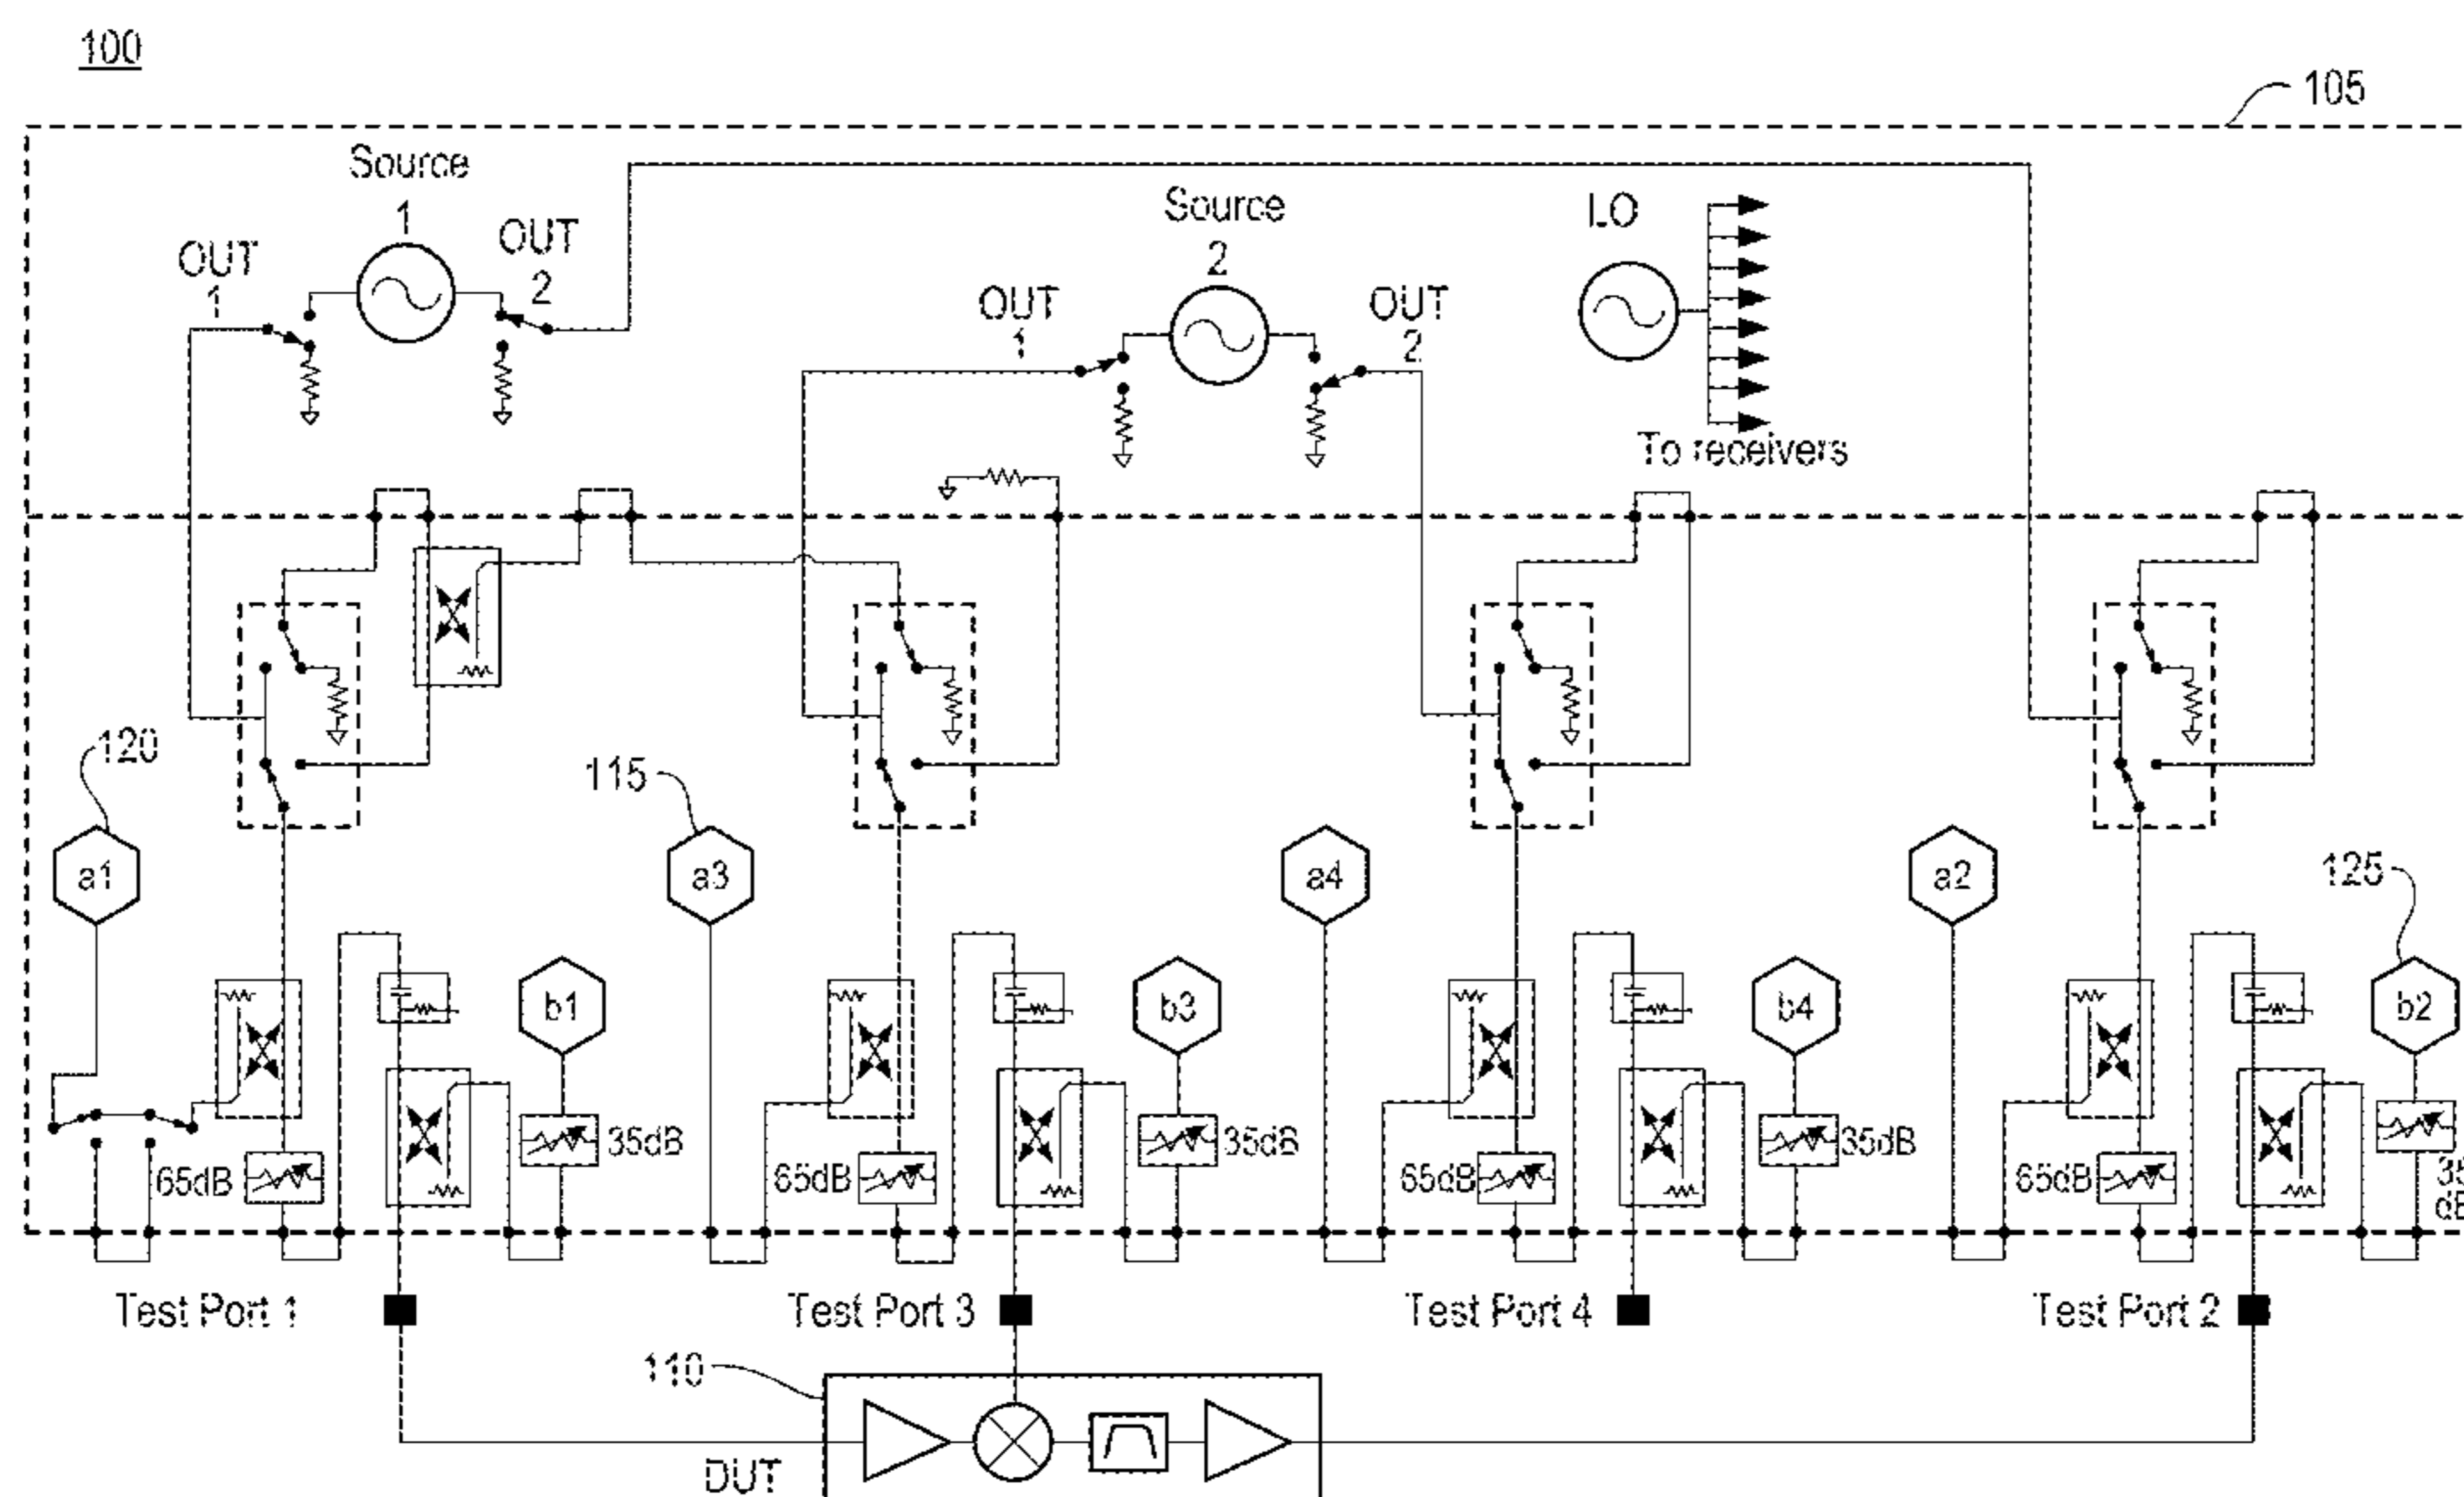 100
105
Source
1
OUT
1
OUT
2
Source
2
OUT
1
OUT
2
LO
To receivers
120
115
125
a1
a3
a4
a2
b1
b3
b4
b2
65dB
35dB
65dB
35dB
65dB
35dB
65dB
Test Port 1
Test Port 3
Test Port 4
Test Port 2
110
DUT